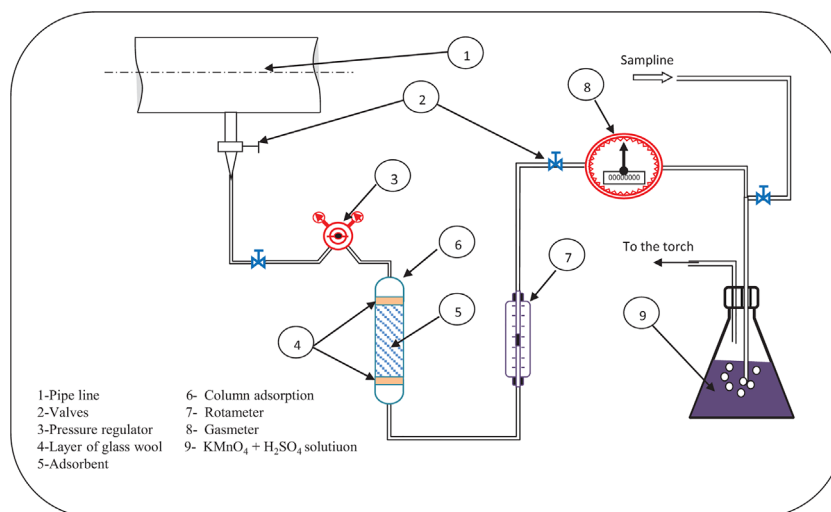 1
Sampline
2
8
00000000
3
6
To the torch
7
5
9
4
1-Pipe line
2-Valves
3-Pressure regulator
4-Layer of glass wool
5-Adsorbent
6- Column adsorption
7- Rotameter
8- Gasmeter
9- KMnO₄ + H₂SO₄ solutiuon